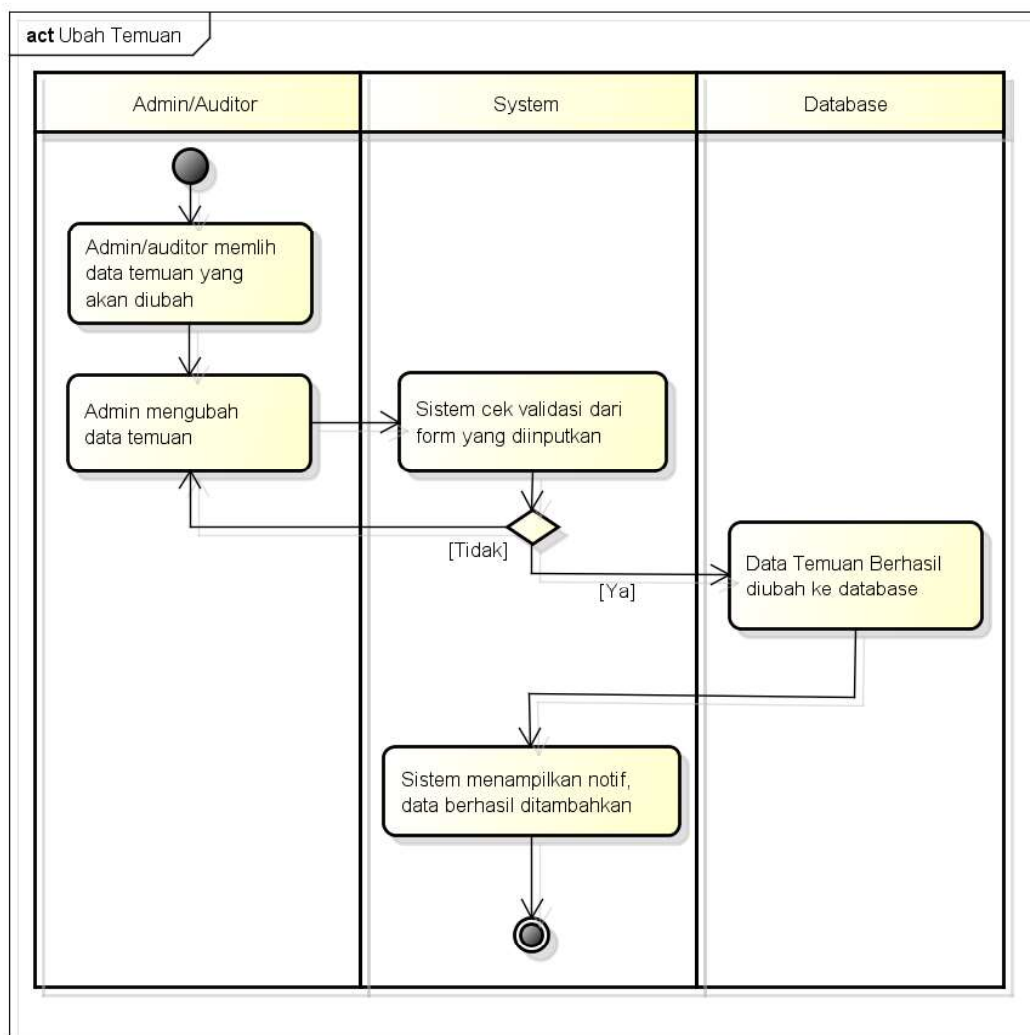 act Ubah Temuan
Admin/Auditor
System
Database
Admin/auditor memlih
data temuan yang
akan diubah
Admin mengubah
data temuan
Sistem cek validasi dari
form yang diinputkan
[Tidak]
[Ya]
Data Temuan Berhasil
diubah ke database
Sistem menampilkan notif,
data berhasil ditambahkan